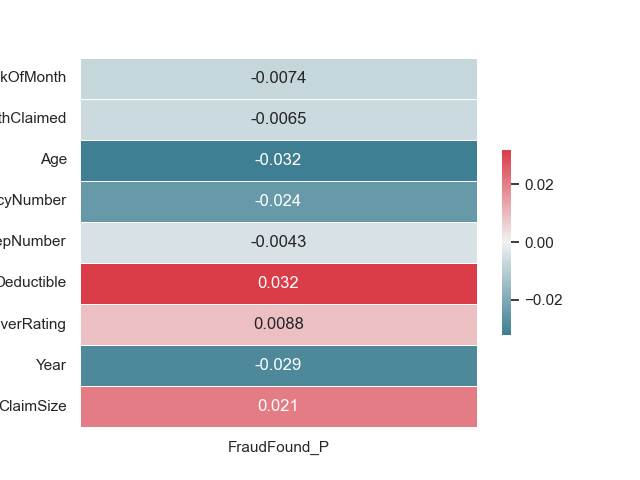 kOfMonth -0.0074
thClaimed -0.0065
Age -0.032
cyNumber -0.024
epNumber -0.0043
Deductible 0.032
verRating 0.0088
Year -0.029
ClaimSize 0.021
FraudFound_P
0.02
0.00
−0.02